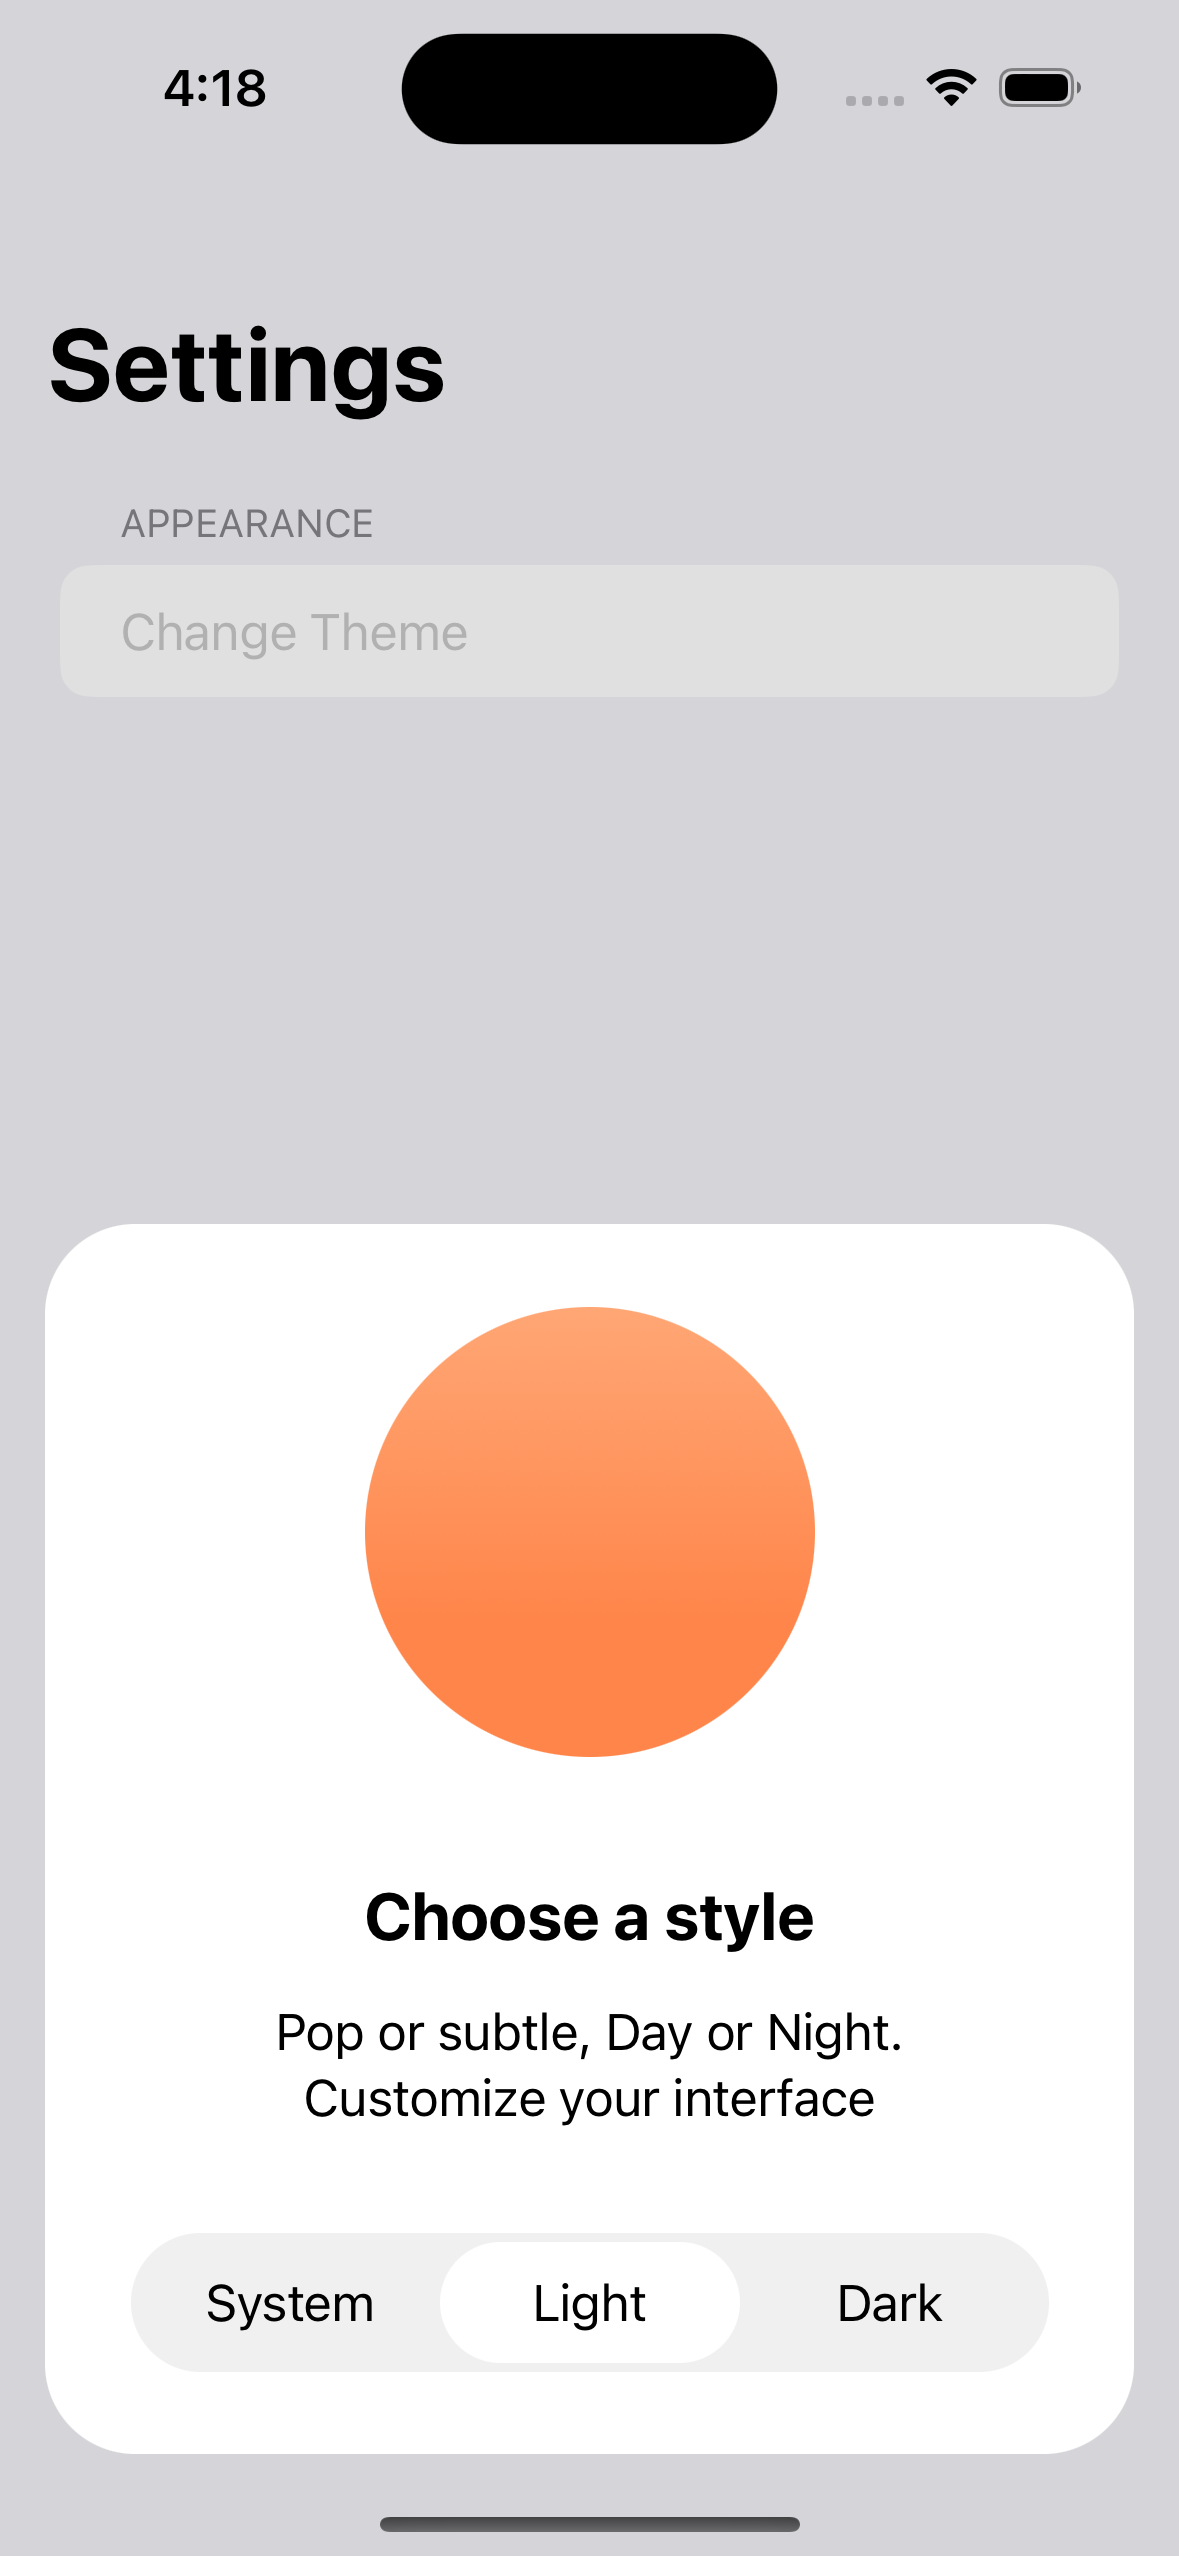 4:18
Settings
APPEARANCE
Change Theme
Choose a style
Pop or subtle, Day or Night.
Customize your interface
System Light Dark